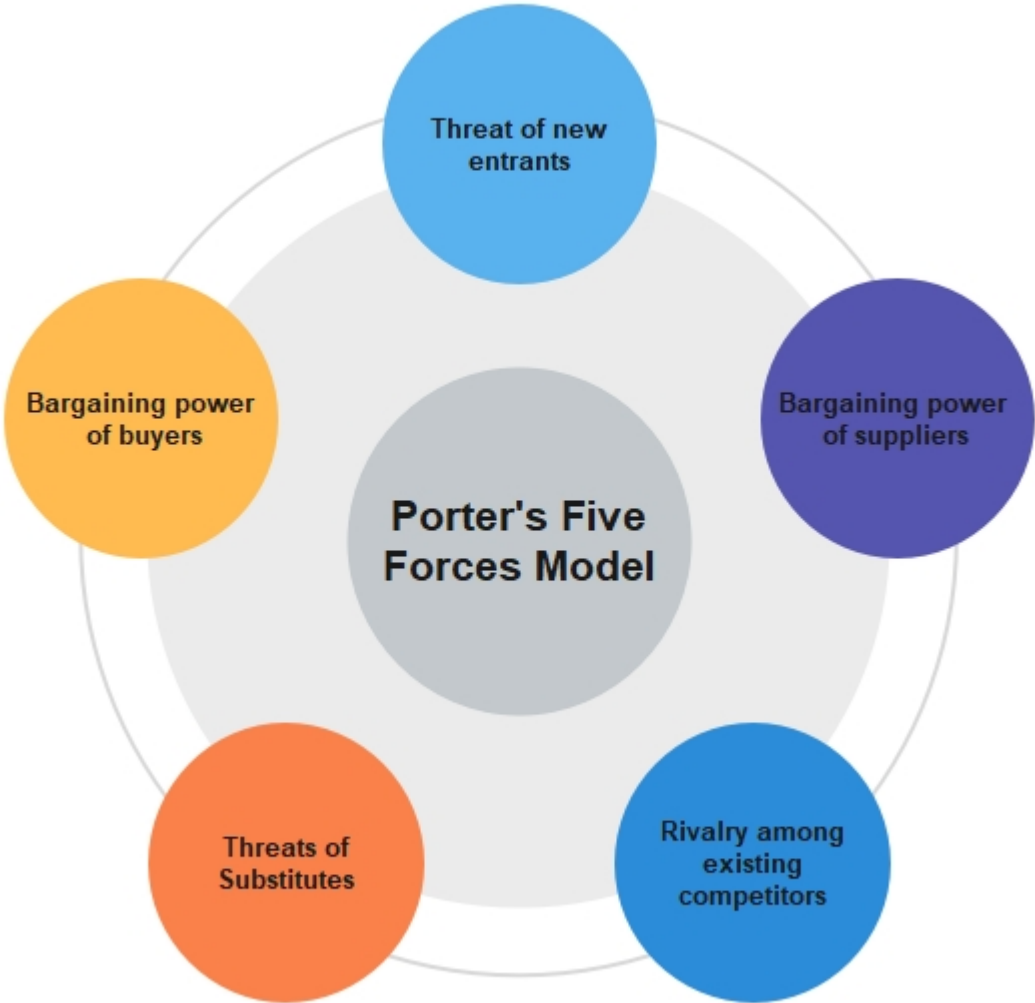 Threat of new
entrants
Bargaining power
of buyers
Bargaining power
of suppliers
Porter's Five
Forces Model
Threats of
Substitutes
Rivalry among
existing
competitors